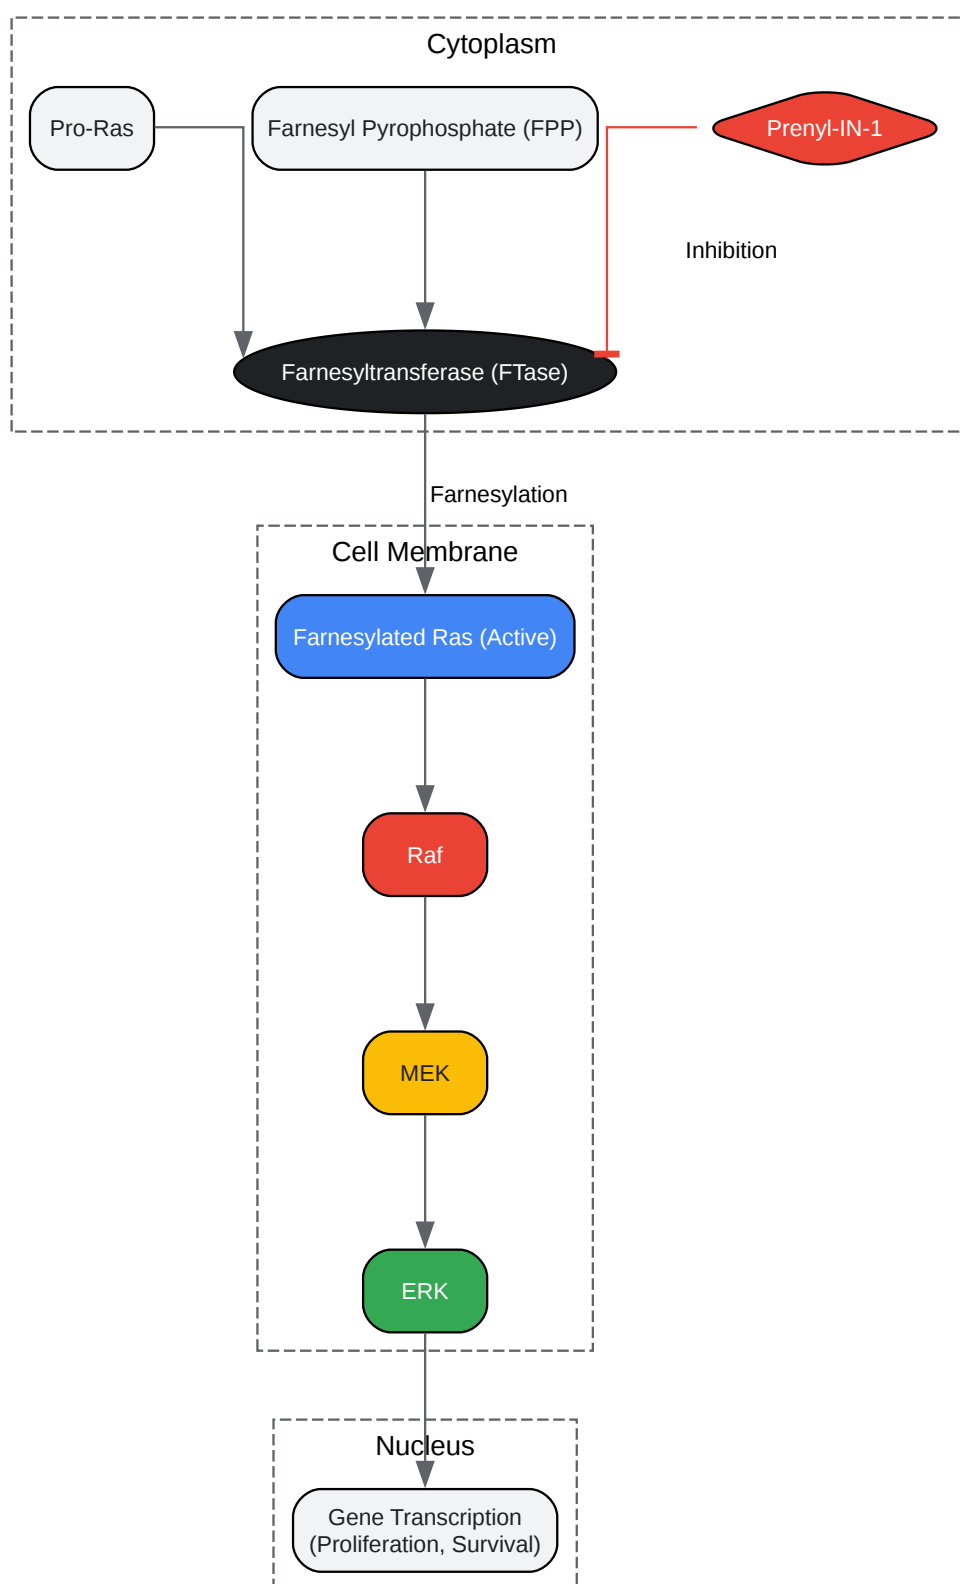 Cytoplasm
Pro-Ras
Farnesyl Pyrophosphate (FPP)
Prenyl-IN-1
Inhibition
Farnesyltransferase (FTase)
Farnesylation
Cell Membrane
Farnesylated Ras (Active)
Raf
MEK
ERK
Nucleus
Gene Transcription
(Proliferation, Survival)